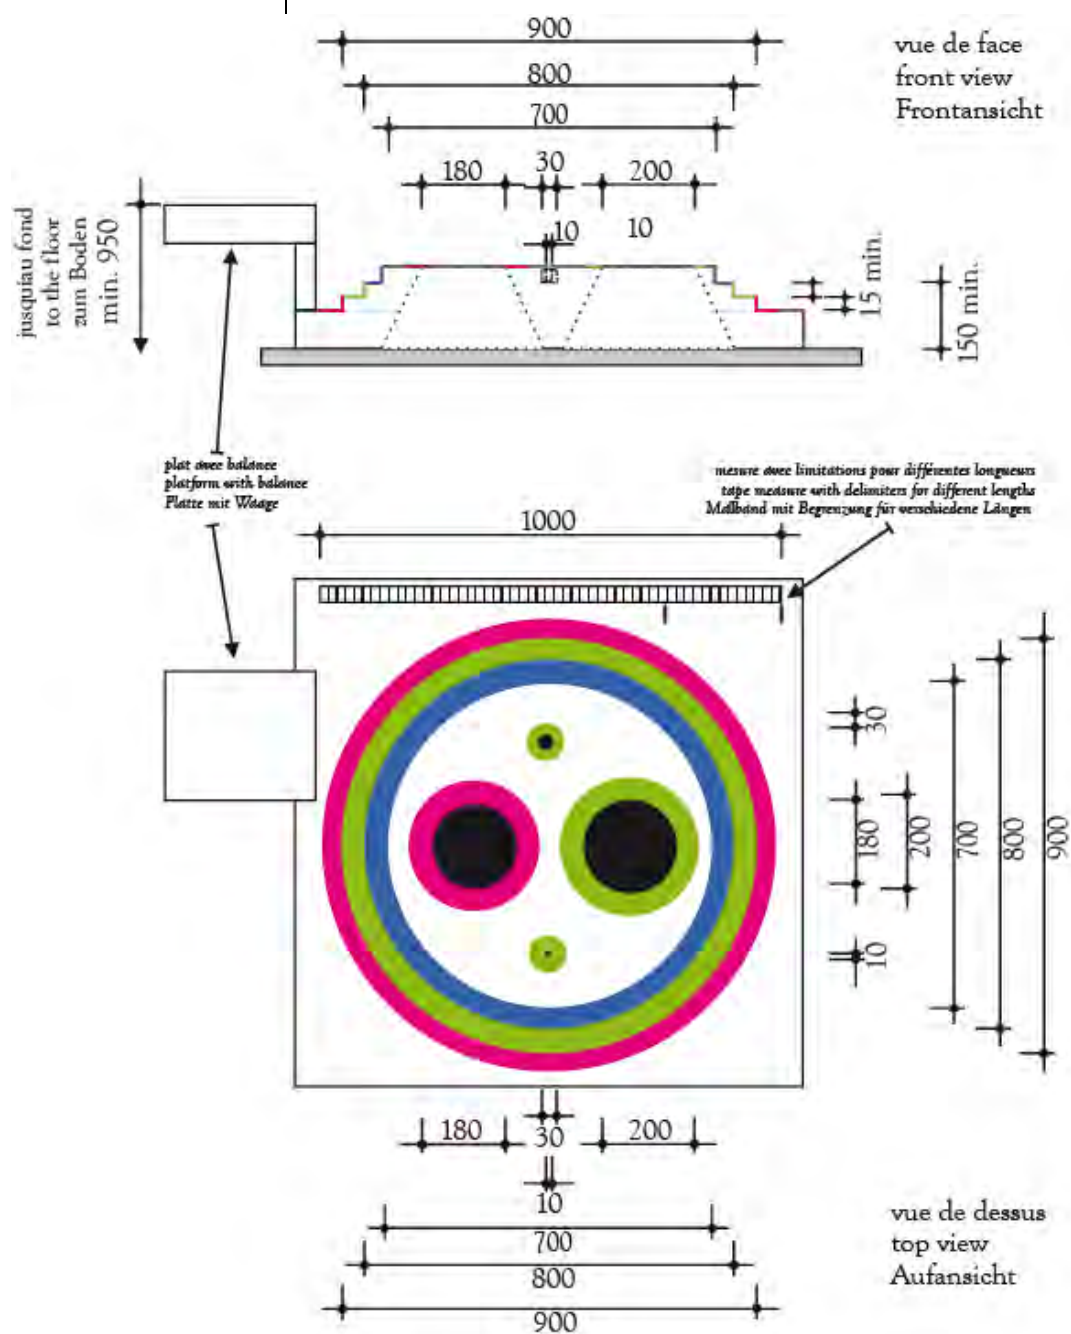 900
vue de face
front view
Frontansicht
800
700
180
30
200
10
10
jusquiau fond
to the floor
zum Boden
min. 950
15 min.
150 min.
plat avec balance
platform with balance
Platte mit Waage
mesure avec limitations pour différentes longueurs
tape measure with delimiters for different lengths
Maßband mit Begrenzung für verschiedene Längen
1000
30
180
200
700
800
900
10
180
30
200
10
700
800
900
vue de dessus
top view
Aufansicht